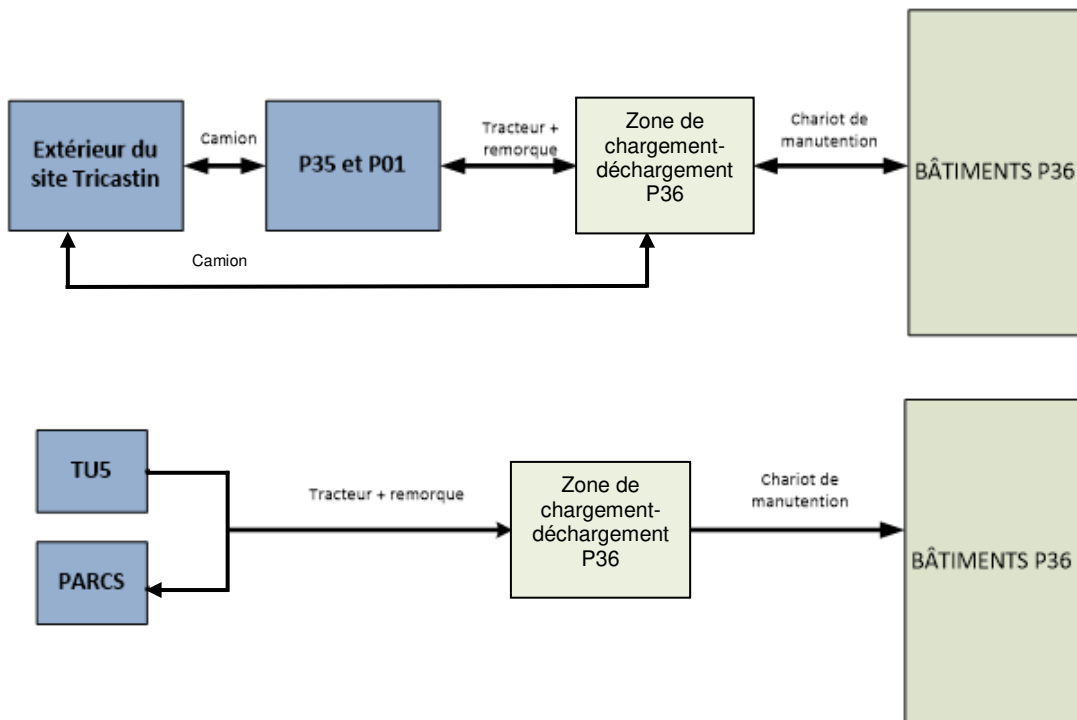 Extérieur du
site Tricastin
Camion
P35 et P01
Tracteur +
remorque
Zone de
chargement-
déchargement
P36
Chariot de
manutention
BÂTIMENTS P36
Camion
TU5
PARCS
Tracteur + remorque
Zone de
chargement-
déchargement
P36
Chariot de
manutention
BÂTIMENTS P36